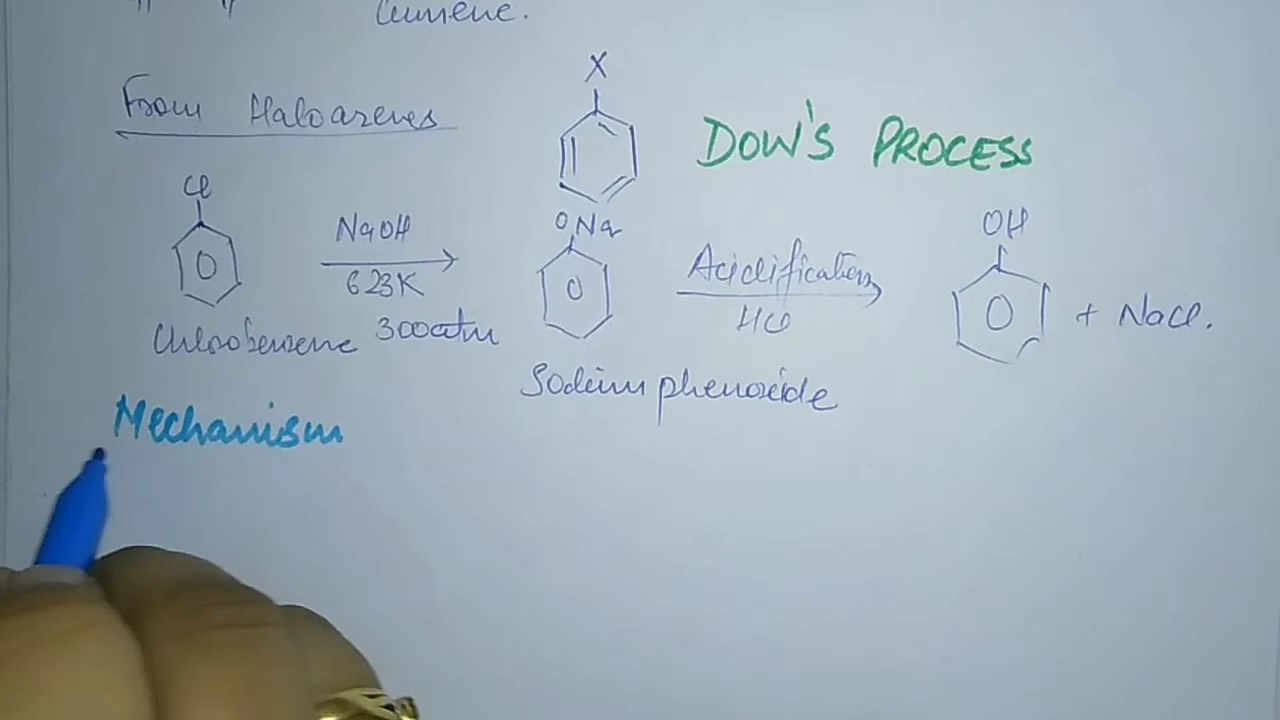 Cumene.
X
From Haloarenes
DOW'S PROCESS
Cl
NaOH
623K
300atm
Chlorobenzene
ONa
Sodium phenoxide
Acidification
HCl
OH
+ NaCl.
Mechanism